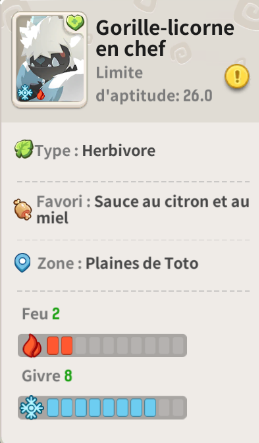 Gorille-licorne
en chef
Limite
d'aptitude: 26.0
Type : Herbivore
Favori : Sauce au citron et au
miel
Zone : Plaines de Toto
Feu 2
Givre 8